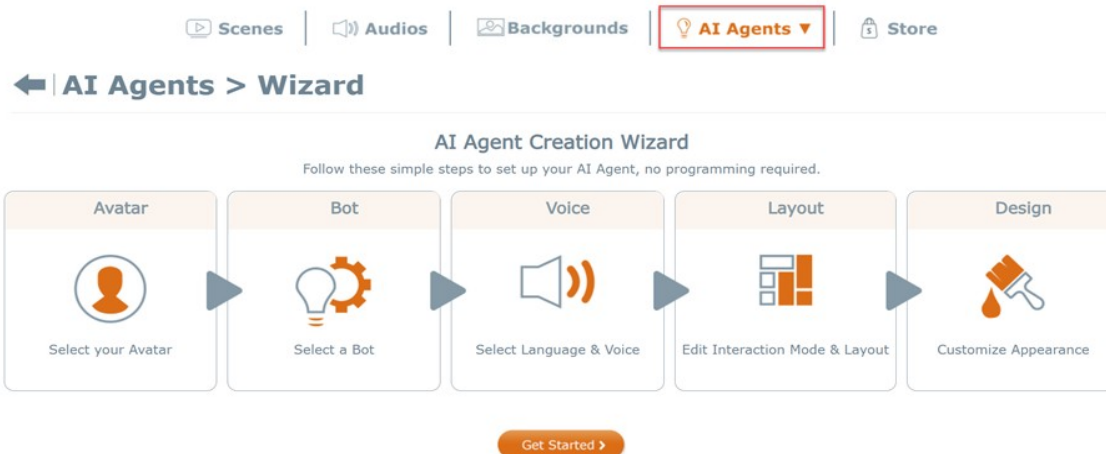 Scenes Audios Backgrounds AI Agents ▼ Store
AI Agents > Wizard
AI Agent Creation Wizard
Follow these simple steps to set up your AI Agent, no programming required.
Avatar Bot Voice Layout Design
Select your Avatar Select a Bot Select Language & Voice Edit Interaction Mode & Layout Customize Appearance
Get Started >